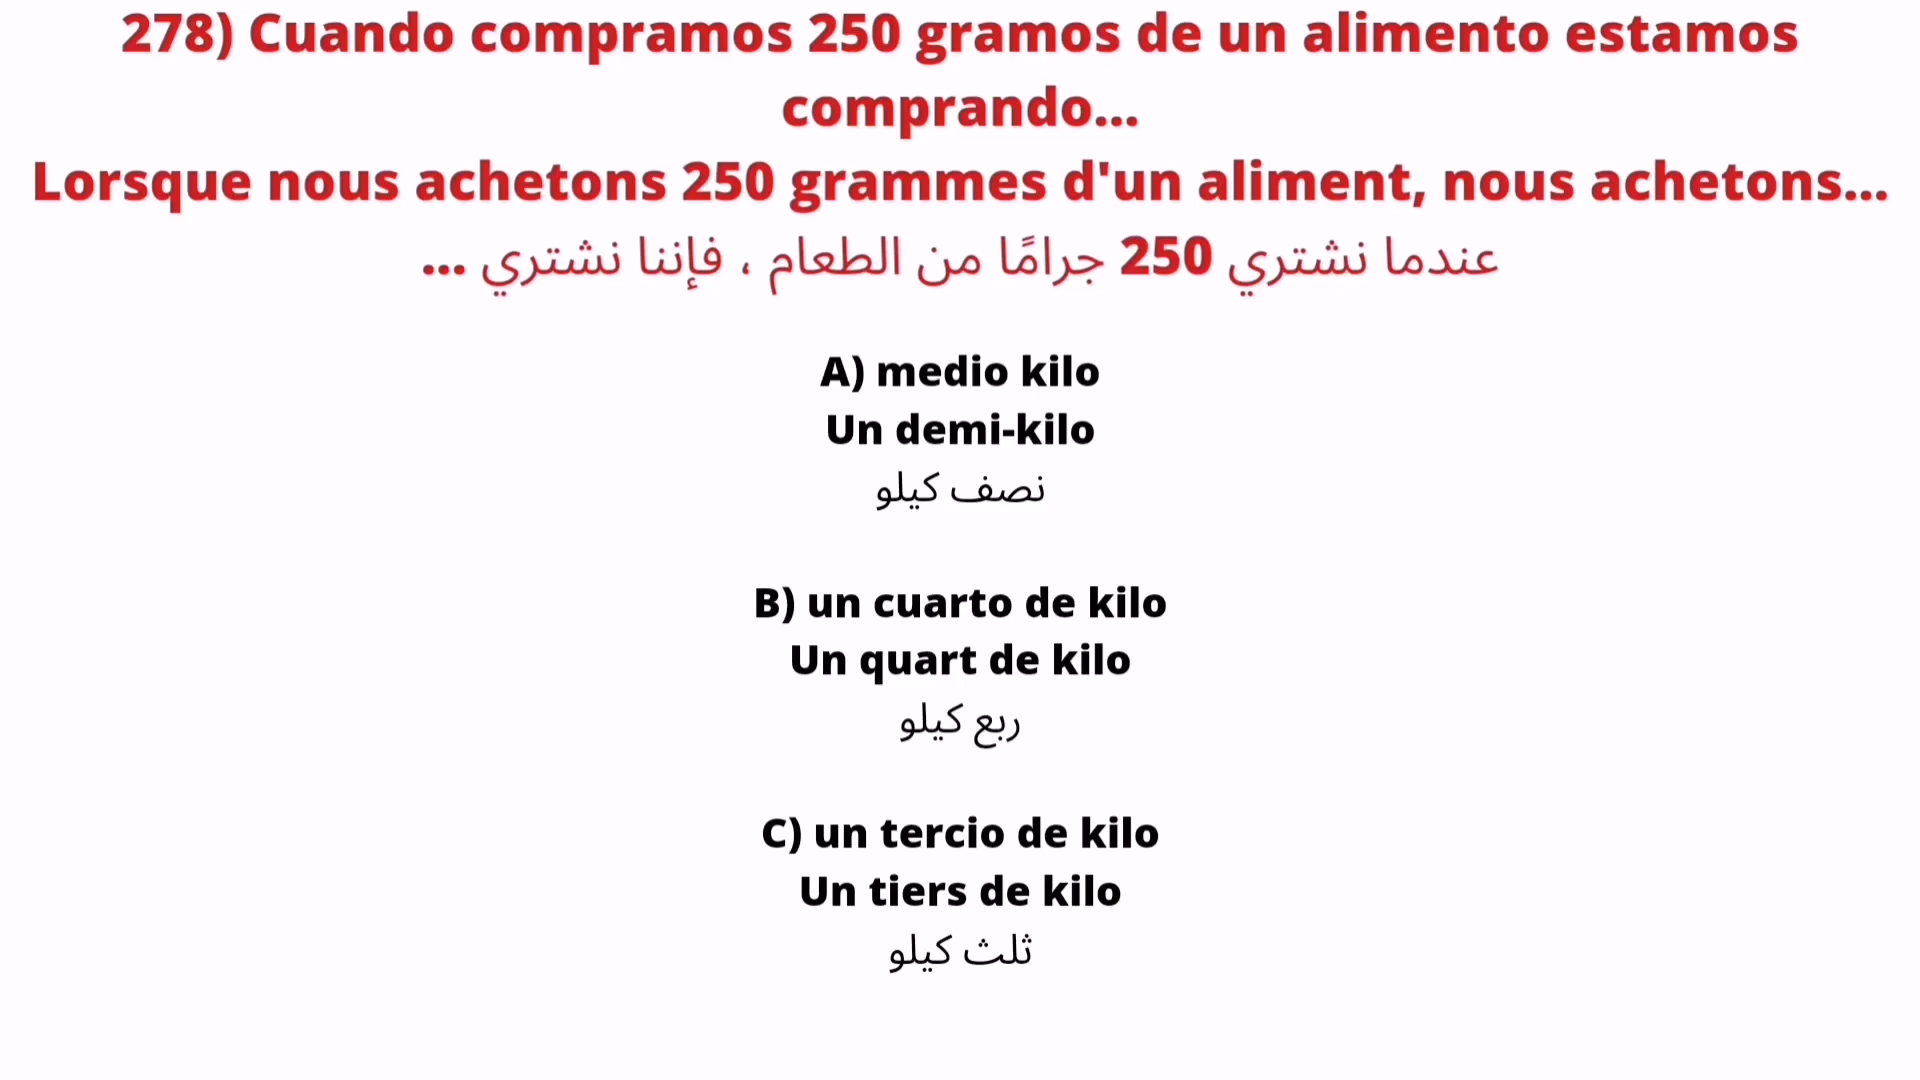 278) Cuando compramos 250 gramos de un alimento estamos
comprando...
Lorsque nous achetons 250 grammes d'un aliment, nous achetons...
عندما نشتري 250 جرامًا من الطعام ، فإننا نشتري ...
A) medio kilo
Un demi-kilo
نصف كيلو
B) un cuarto de kilo
Un quart de kilo
ربع كيلو
C) un tercio de kilo
Un tiers de kilo
ثلث كيلو